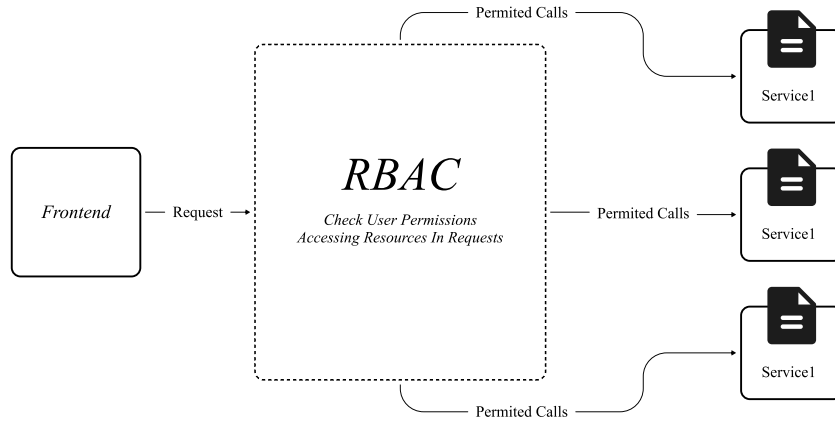 Permited Calls
Service1
Frontend
Request
RBAC
Check User Permissions
Accessing Resources In Requests
Permited Calls
Service1
Service1
Permited Calls